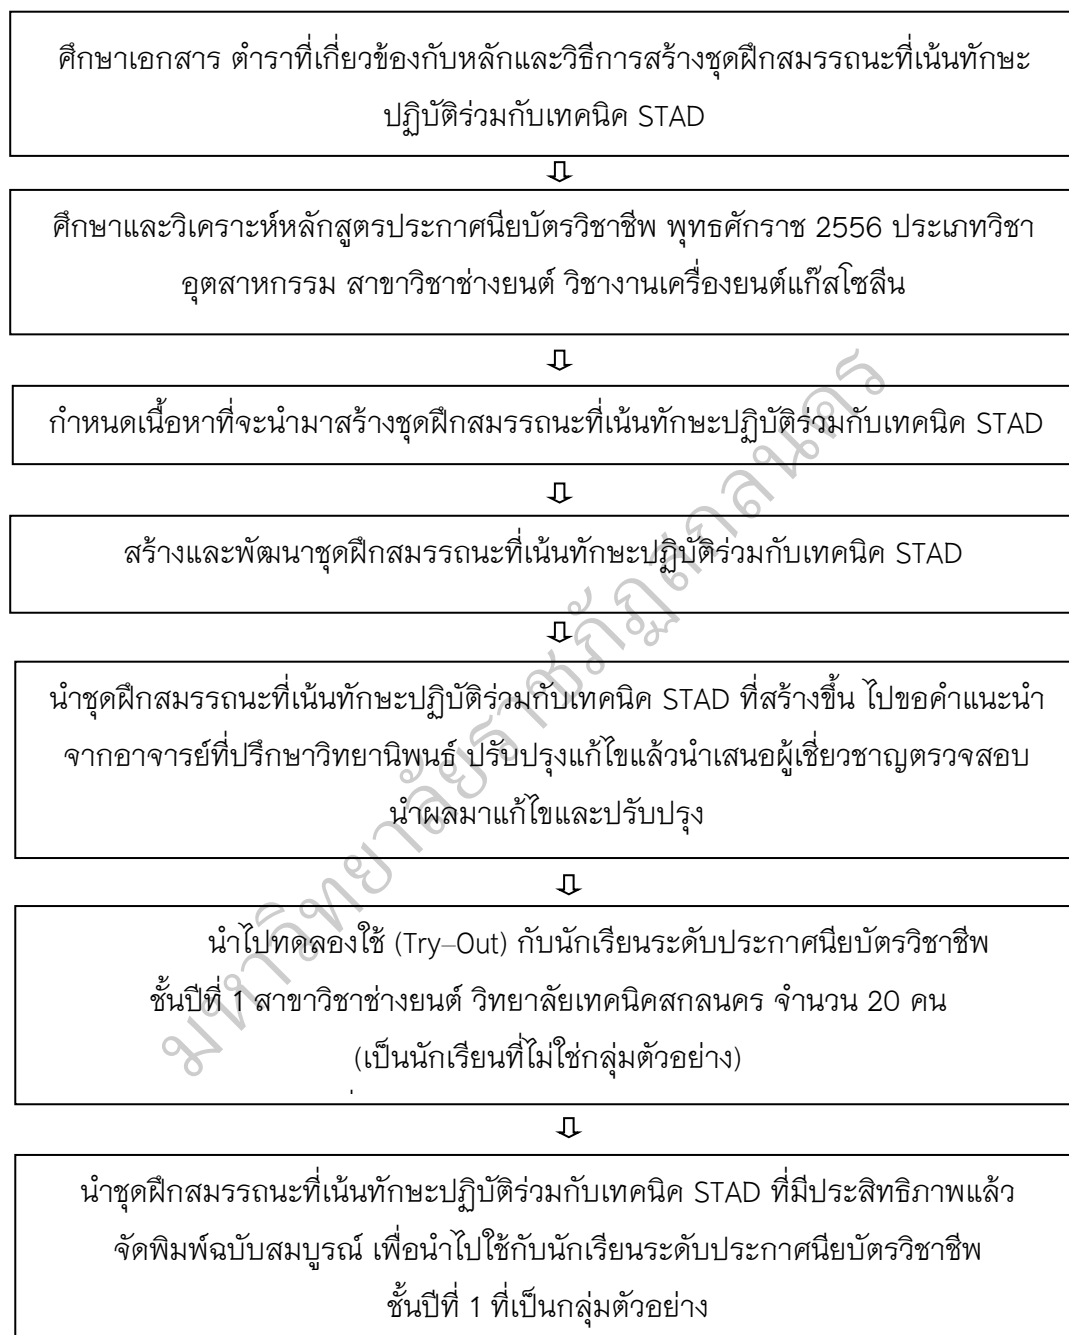 ศึกษาเอกสาร ตำราที่เกี่ยวข้องกับหลักและวิธีการสร้างชุดฝึกสมรรถนะที่เน้นทักษะ
ปฏิบัติร่วมกับเทคนิค STAD
ศึกษาและวิเคราะห์หลักสูตรประกาศนียบัตรวิชาชีพ พุทธศักราช 2556 ประเภทวิชา
อุตสาหกรรม สาขาวิชาช่างยนต์ วิชางานเครื่องยนต์แก๊สโซลีน
กำหนดเนื้อหาที่จะนำมาสร้างชุดฝึกสมรรถนะที่เน้นทักษะปฏิบัติร่วมกับเทคนิค STAD
สร้างและพัฒนาชุดฝึกสมรรถนะที่เน้นทักษะปฏิบัติร่วมกับเทคนิค STAD
นำชุดฝึกสมรรถนะที่เน้นทักษะปฏิบัติร่วมกับเทคนิค STAD ที่สร้างขึ้น ไปขอคำแนะนำ
จากอาจารย์ที่ปรึกษาวิทยานิพนธ์ ปรับปรุงแก้ไขแล้วนำเสนอผู้เชี่ยวชาญตรวจสอบ
นำผลมาแก้ไขและปรับปรุง
นำไปทดลองใช้ (Try–Out) กับนักเรียนระดับประกาศนียบัตรวิชาชีพ
ชั้นปีที่ 1 สาขาวิชาช่างยนต์ วิทยาลัยเทคนิคสกลนคร จำนวน 20 คน
(เป็นนักเรียนที่ไม่ใช่กลุ่มตัวอย่าง)
นำชุดฝึกสมรรถนะที่เน้นทักษะปฏิบัติร่วมกับเทคนิค STAD ที่มีประสิทธิภาพแล้ว
จัดพิมพ์ฉบับสมบูรณ์ เพื่อนำไปใช้กับนักเรียนระดับประกาศนียบัตรวิชาชีพ
ชั้นปีที่ 1 ที่เป็นกลุ่มตัวอย่าง
มหาวิทยาลัยราชภัฏสกลนคร